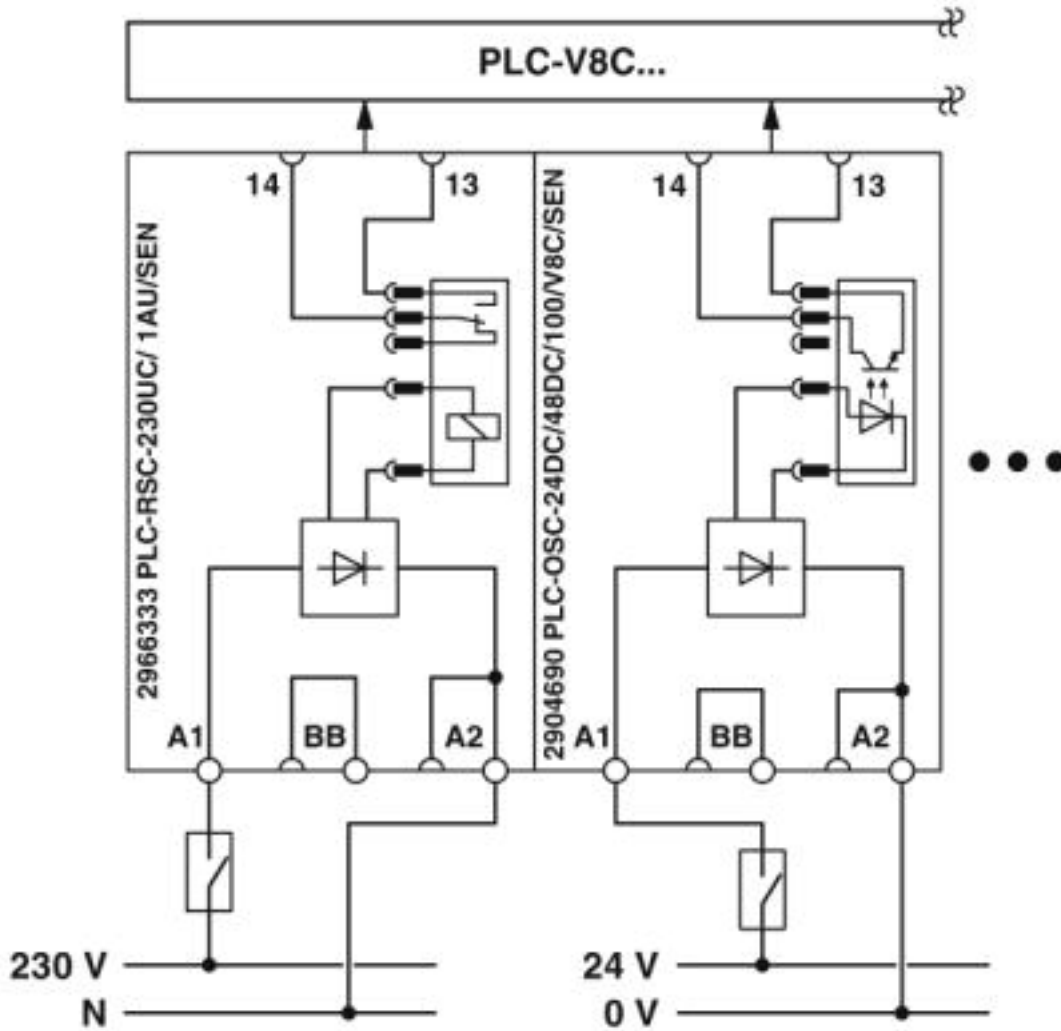 PLC-V8C...
14
13
14
13
2966333 PLC-RSC-230UC/ 1AU/SEN
2904690 PLC-OSC-24DC/48DC/100/V8C/SEN
A1
BB
A2
A1
BB
A2
230 V
N
24 V
0 V